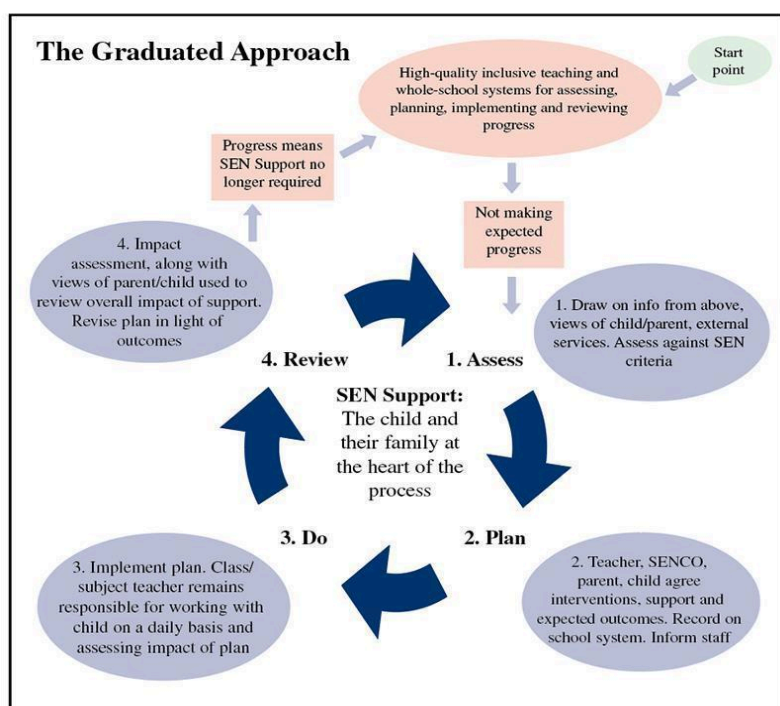 The Graduated Approach
Start
point
High-quality inclusive teaching and
whole-school systems for assessing,
planning, implementing and reviewing
progress
Progress means
SEN Support no
longer required
Not making
expected
progress
4. Impact
assessment, along with
views of parent/child used to
review overall impact of support.
Revise plan in light of
outcomes
1. Draw on info from above,
views of child/parent, external
services. Assess against SEN
criteria
4. Review
1. Assess
SEN Support:
The child and
their family at
the heart of the
process
3. Do
2. Plan
3. Implement plan. Class/
subject teacher remains
responsible for working with
child on a daily basis and
assessing impact of plan
2. Teacher, SENCO,
parent, child agree
interventions, support and
expected outcomes. Record on
school system. Inform staff